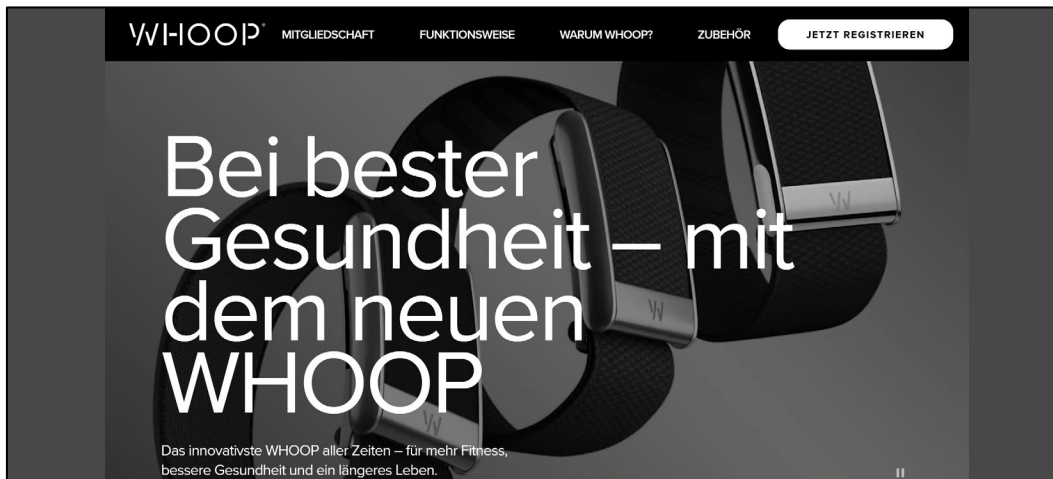 WHOOP® MITGLIEDSCHAFT FUNKTIONSWEISE WARUM WHOOP? ZUBEHÖR JETZT REGISTRIEREN
Bei bester
Gesundheit – mit
dem neuen
WHOOP
Das innovativste WHOOP aller Zeiten – für mehr Fitness,
bessere Gesundheit und ein längeres Leben.